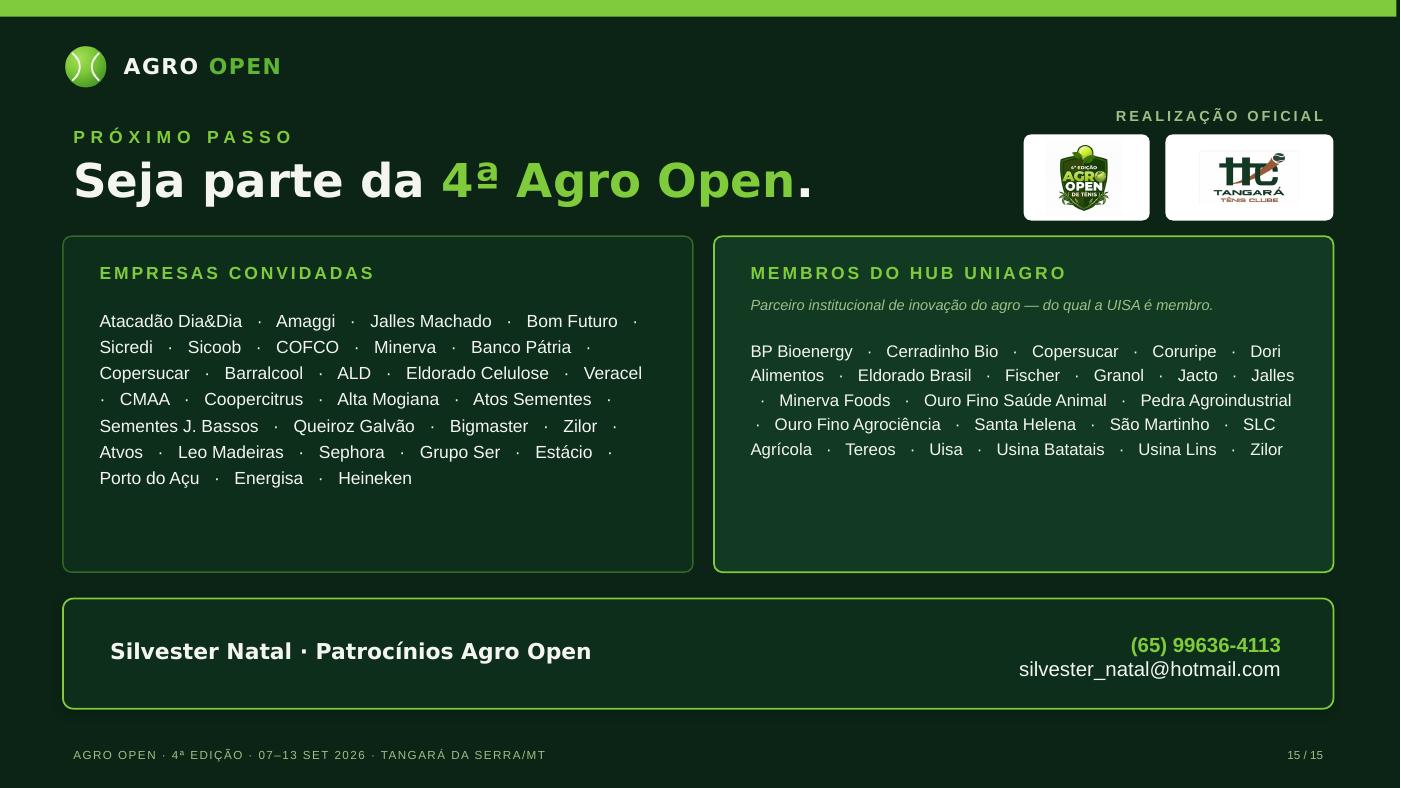 AGRO OPEN
REALIZAÇÃO OFICIAL
PRÓXIMO PASSO
Seja parte da 4ª Agro Open.
4ª EDIÇÃO
AGRO
OPEN
DE TÊNIS
ttc
TANGARÁ
TÊNIS CLUBE
EMPRESAS CONVIDADAS
Atacadão Dia&Dia · Amaggi · Jalles Machado · Bom Futuro ·
Sicredi · Sicoob · COFCO · Minerva · Banco Pátria ·
Copersucar · Barralcool · ALD · Eldorado Celulose · Veracel
· CMAA · Coopercitrus · Alta Mogiana · Atos Sementes ·
Sementes J. Bassos · Queiroz Galvão · Bigmaster · Zilor ·
Atvos · Leo Madeiras · Sephora · Grupo Ser · Estácio ·
Porto do Açu · Energisa · Heineken
MEMBROS DO HUB UNIAGRO
Parceiro institucional de inovação do agro — do qual a UISA é membro.
BP Bioenergy · Cerradinho Bio · Copersucar · Coruripe · Dori
Alimentos · Eldorado Brasil · Fischer · Granol · Jacto · Jalles
· Minerva Foods · Ouro Fino Saúde Animal · Pedra Agroindustrial
· Ouro Fino Agrociência · Santa Helena · São Martinho · SLC
Agrícola · Tereos · Uisa · Usina Batatais · Usina Lins · Zilor
Silvester Natal · Patrocínios Agro Open
(65) 99636-4113
silvester_natal@hotmail.com
AGRO OPEN · 4ª EDIÇÃO · 07–13 SET 2026 · TANGARÁ DA SERRA/MT
15 / 15